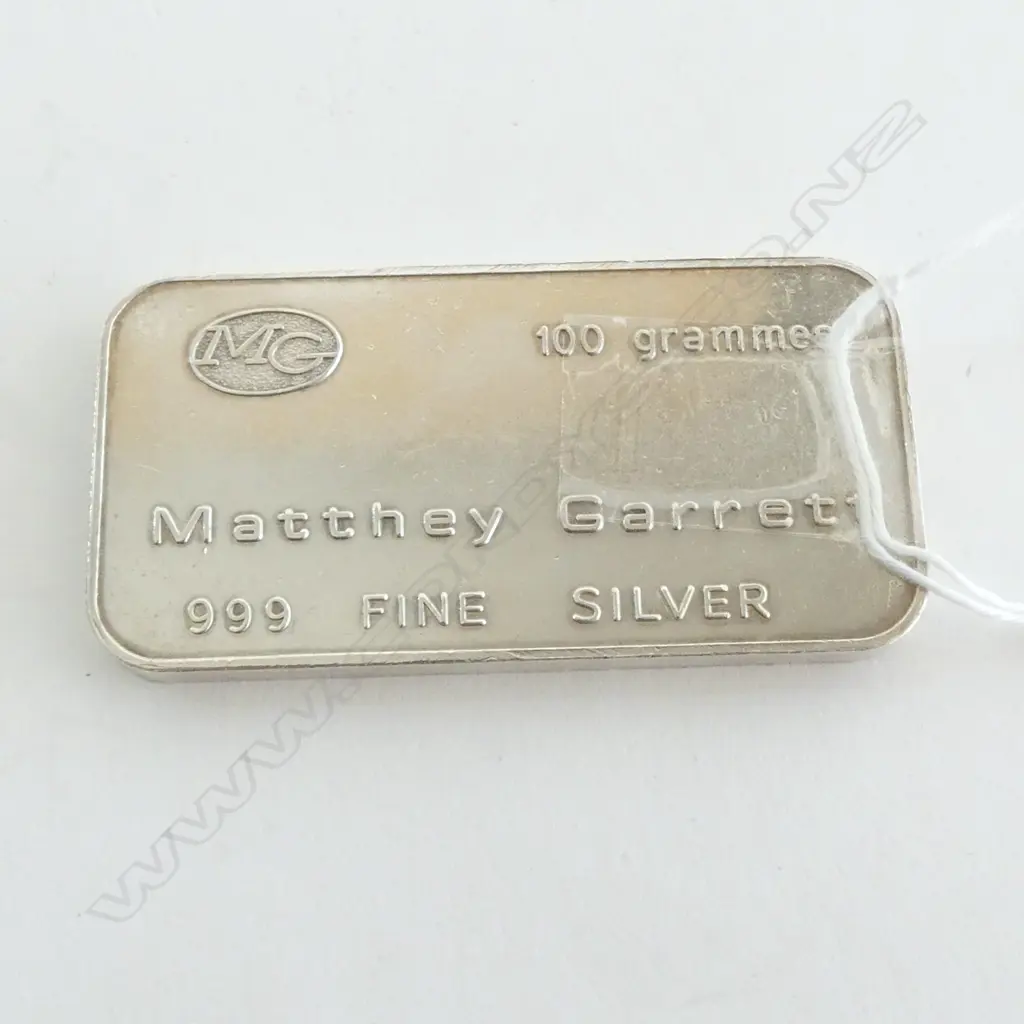 MG
100 grammes
Matthey Garrett
999 FINE SILVER